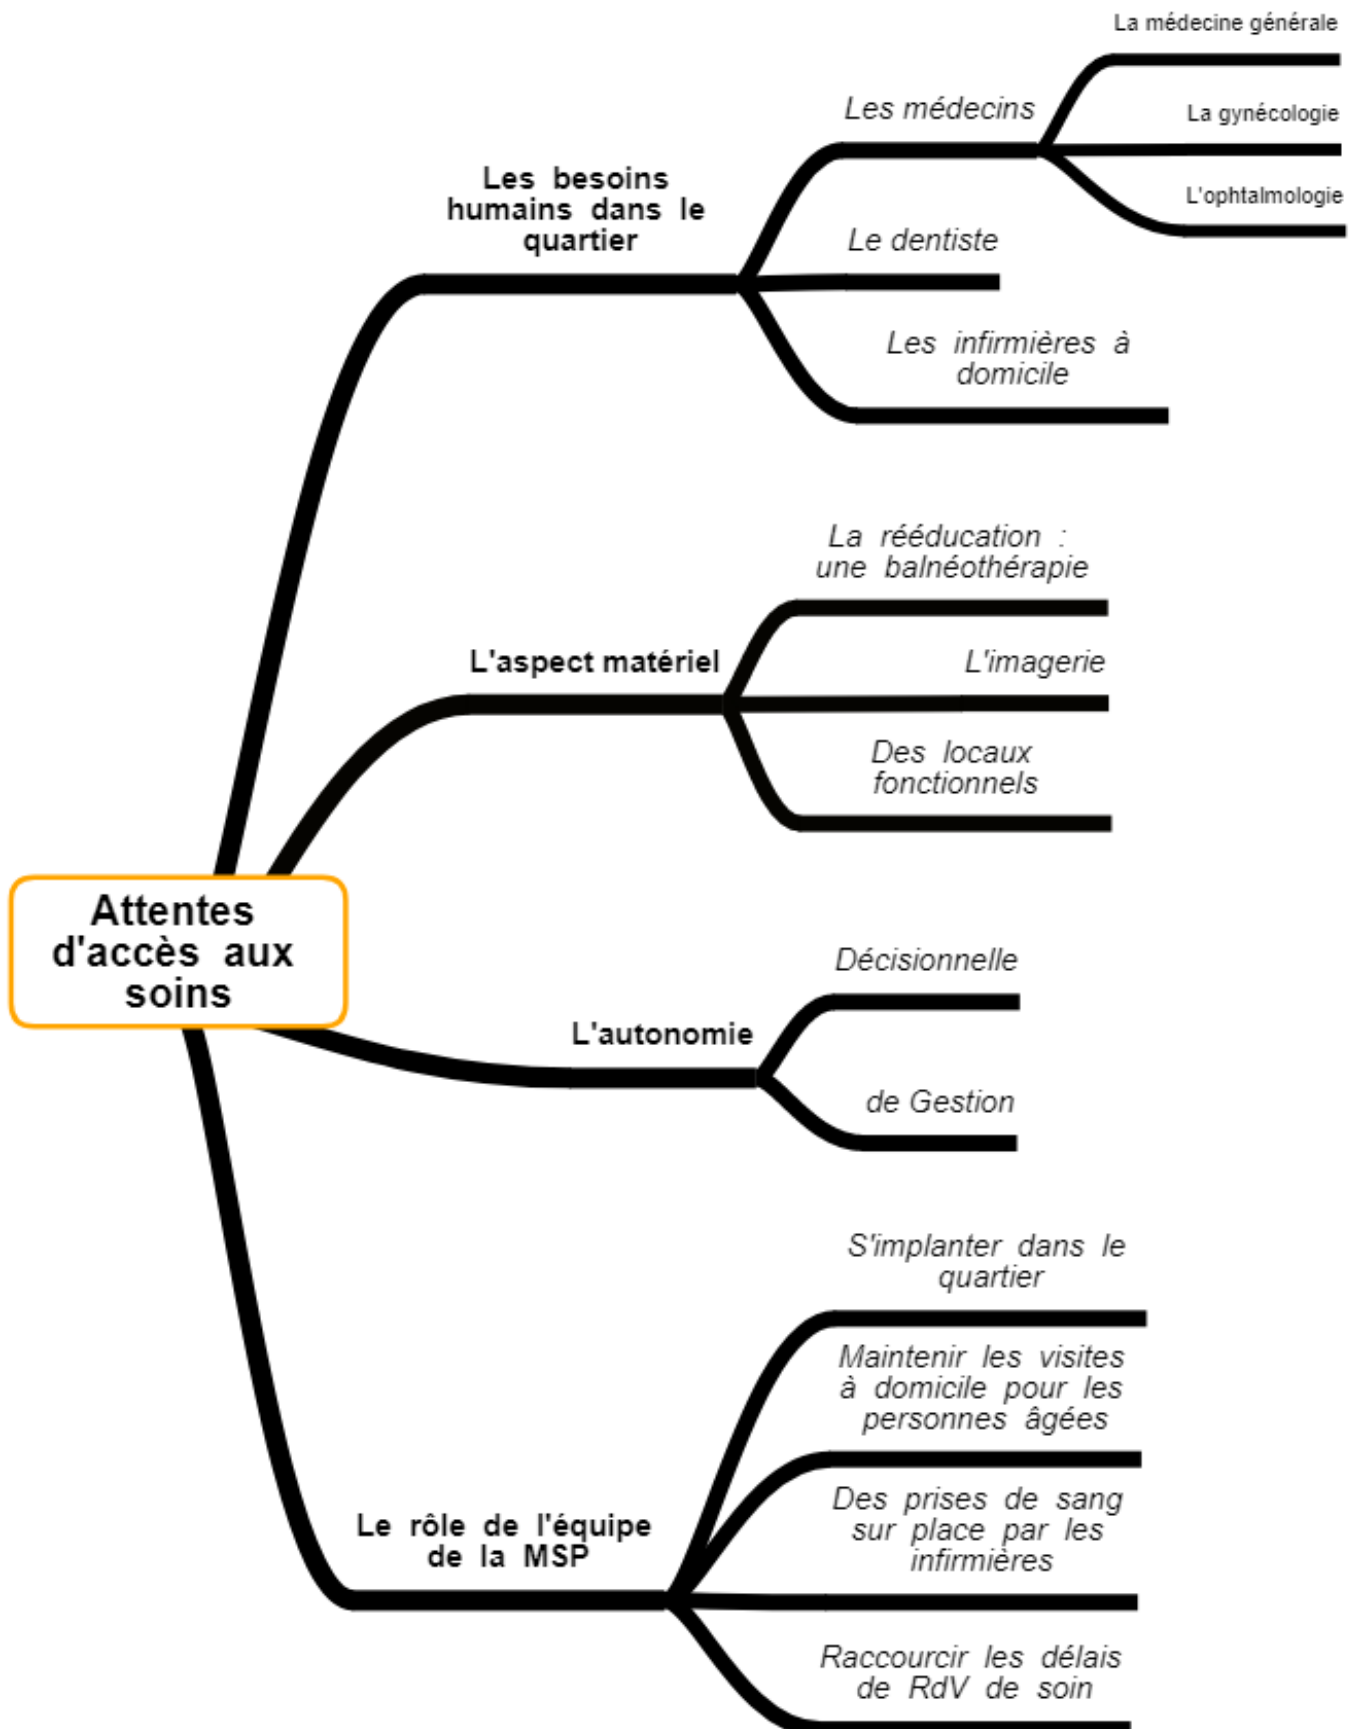 La médecine générale
Les médecins
La gynécologie
Les besoins
humains dans le
quartier
L'ophtalmologie
Le dentiste
Les infirmières à
domicile
La rééducation :
une balnéothérapie
L'aspect matériel
L'imagerie
Des locaux
fonctionnels
Attentes
d'accès aux
soins
Décisionnelle
L'autonomie
de Gestion
S'implanter dans le
quartier
Maintenir les visites
à domicile pour les
personnes âgées
Des prises de sang
sur place par les
infirmières
Le rôle de l'équipe
de la MSP
Raccourcir les délais
de RdV de soin